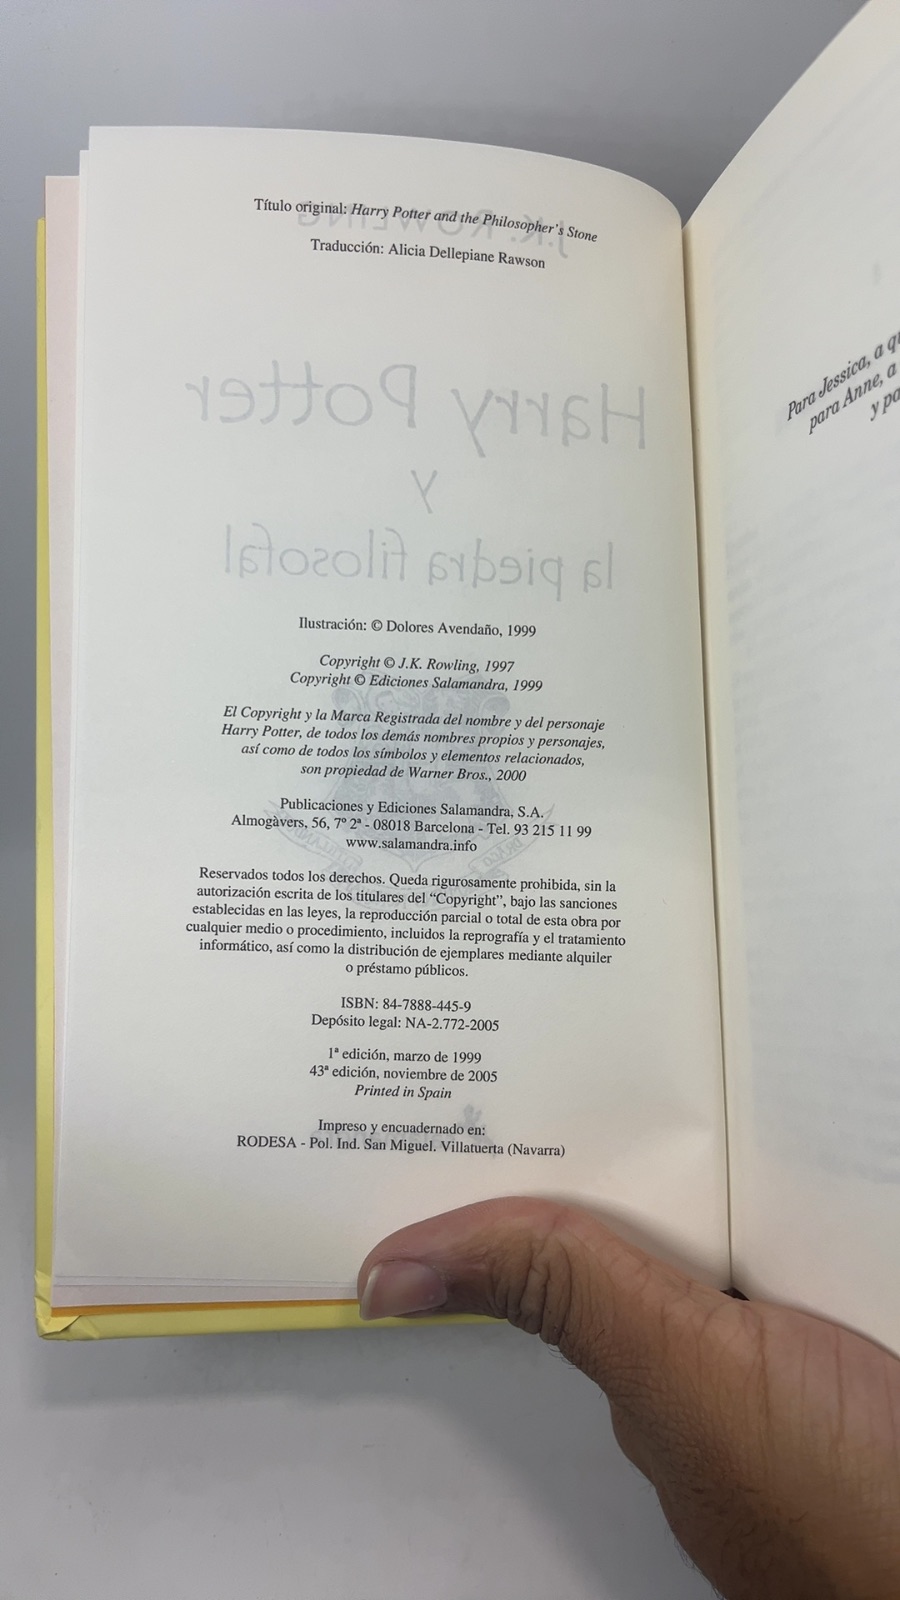 Título original: Harry Potter and the Philosopher's Stone
Traducción: Alicia Dellepiane Rawson
J.K. ROWLING
Harry Potter
y
la piedra filosofal
Ilustración: © Dolores Avendaño, 1999
Copyright © J.K. Rowling, 1997
Copyright © Ediciones Salamandra, 1999
El Copyright y la Marca Registrada del nombre y del personaje
Harry Potter, de todos los demás nombres propios y personajes,
así como de todos los símbolos y elementos relacionados,
son propiedad de Warner Bros., 2000
Publicaciones y Ediciones Salamandra, S.A.
Almogàvers, 56, 7º 2ª - 08018 Barcelona - Tel. 93 215 11 99
www.salamandra.info
Reservados todos los derechos. Queda rigurosamente prohibida, sin la
autorización escrita de los titulares del “Copyright”, bajo las sanciones
establecidas en las leyes, la reproducción parcial o total de esta obra por
cualquier medio o procedimiento, incluidos la reprografía y el tratamiento
informático, así como la distribución de ejemplares mediante alquiler
o préstamo públicos.
ISBN: 84-7888-445-9
Depósito legal: NA-2.772-2005
1ª edición, marzo de 1999
43ª edición, noviembre de 2005
Printed in Spain
Impreso y encuadernado en:
RODESA - Pol. Ind. San Miguel. Villatuerta (Navarra)
Para Jessica, a
para Anne, a
y